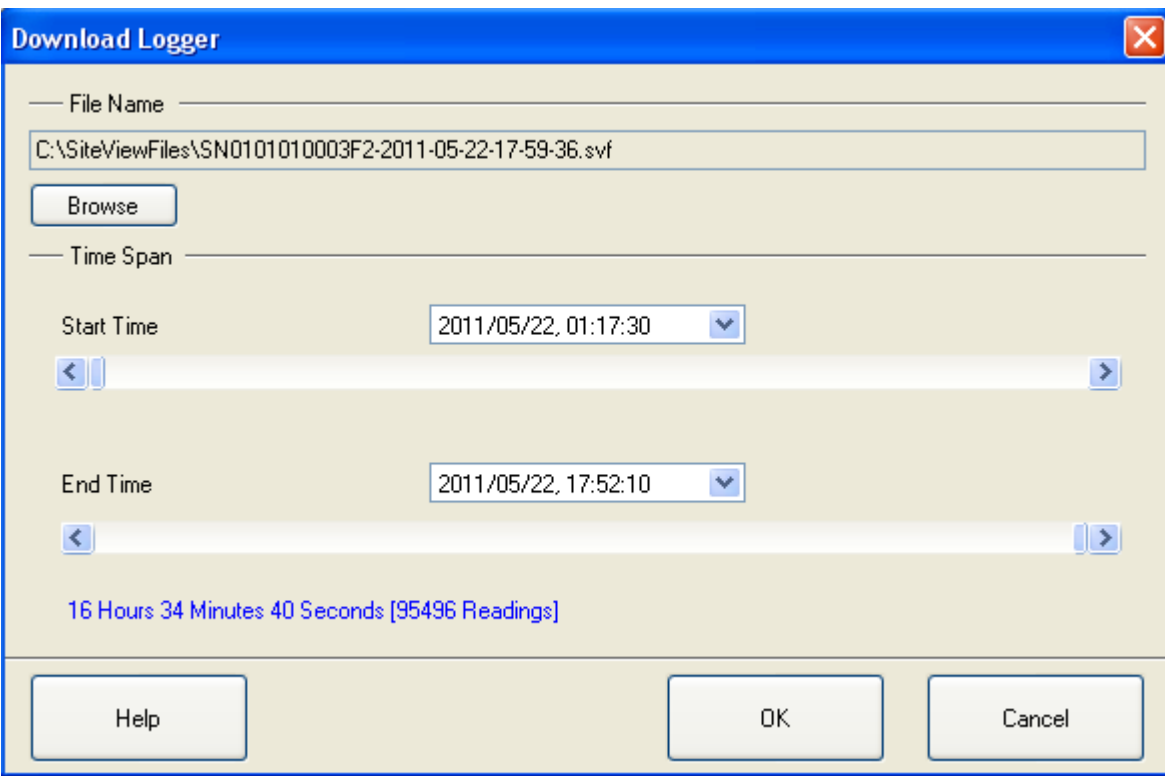 Download Logger
File Name
C:\SiteViewFiles\SN0101010003F2-2011-05-22-17-59-36.svf
Browse
Time Span
Start Time 2011/05/22, 01:17:30
End Time 2011/05/22, 17:52:10
16 Hours 34 Minutes 40 Seconds [95496 Readings]
Help OK Cancel